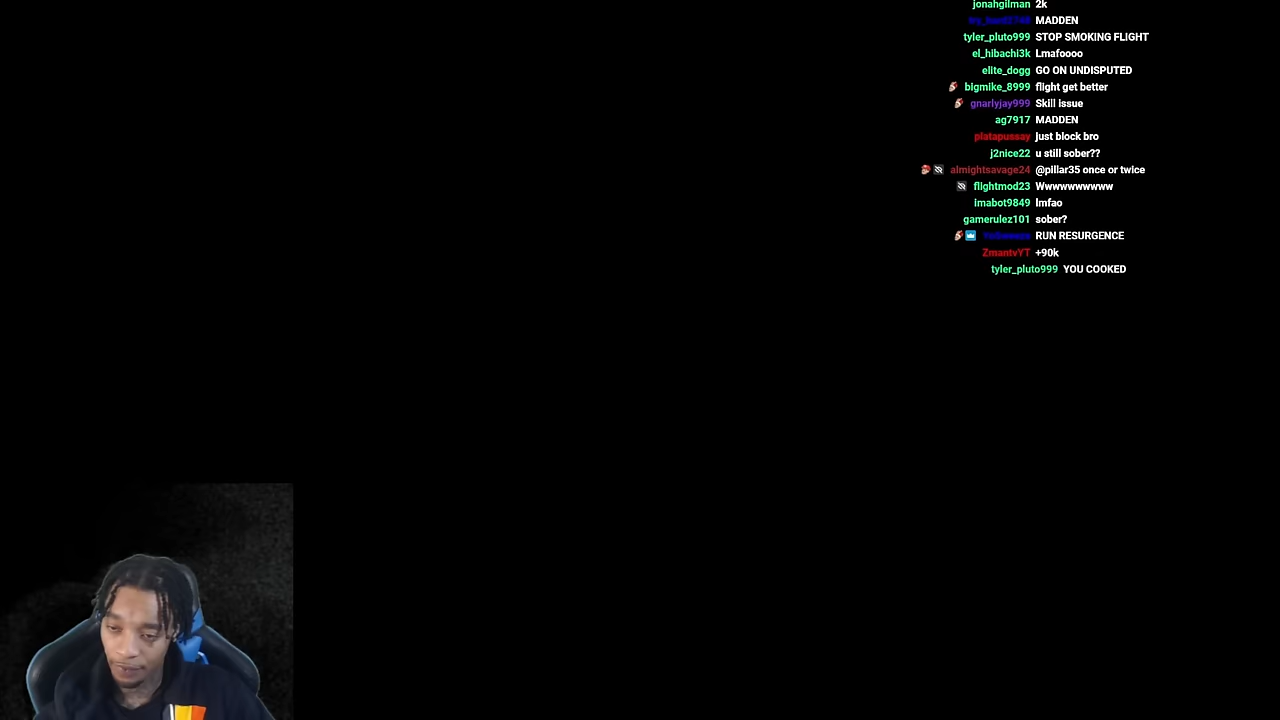 jonahgilman 2k
MADDEN
tyler_pluto999 STOP SMOKING FLIGHT
el_hibachi3k Lmafoooo
elite_dogg GO ON UNDISPUTED
bigmike_8999 flight get better
gnarlyjay999 Skill issue
ag7917 MADDEN
platapussay just block bro
j2nice22 u still sober??
almightsavage24 @pillar35 once or twice
flightmod23 Wwwwwwwwww
imabot9849 lmfao
gamerulez101 sober?
RUN RESURGENCE
ZmantvYT +90k
tyler_pluto999 YOU COOKED